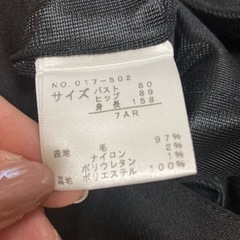 NO.017-502
サイズ バスト 80
ヒップ 89
身長 158
7AR
表地 毛 97%
ナイロン 2%
ポリウレタン 1%
裏地 ポリエステル 100%